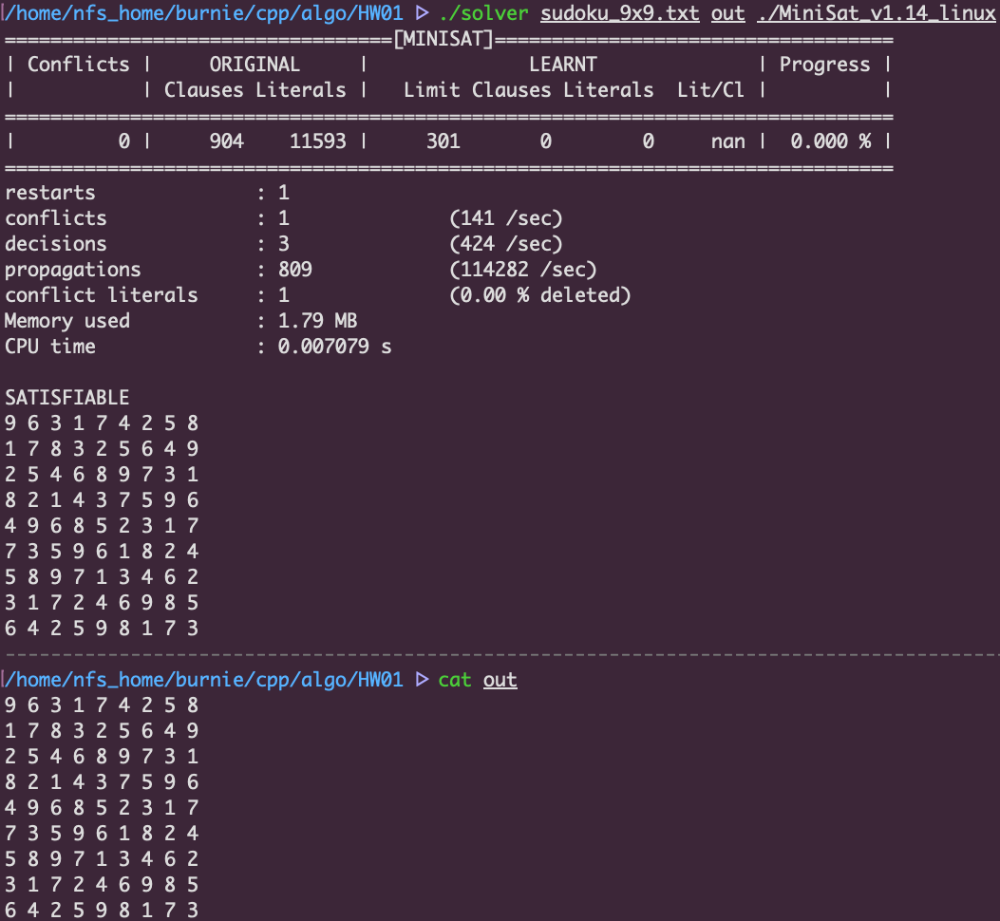 /home/nfs_home/burnie/cpp/algo/HW01 ▷ ./solver sudoku_9x9.txt out ./MiniSat_v1.14_linux
==================================[MINISAT]===================================
| Conflicts |     ORIGINAL     |              LEARNT              | Progress |
|           | Clauses Literals |   Limit Clauses Literals  Lit/Cl |          |
==============================================================================
|         0 |     904    11593 |     301       0        0     nan |  0.000 % |
==============================================================================
restarts              : 1
conflicts             : 1              (141 /sec)
decisions             : 3              (424 /sec)
propagations          : 809            (114282 /sec)
conflict literals     : 1              (0.00 % deleted)
Memory used           : 1.79 MB
CPU time              : 0.007079 s
SATISFIABLE
9 6 3 1 7 4 2 5 8
1 7 8 3 2 5 6 4 9
2 5 4 6 8 9 7 3 1
8 2 1 4 3 7 5 9 6
4 9 6 8 5 2 3 1 7
7 3 5 9 6 1 8 2 4
5 8 9 7 1 3 4 6 2
3 1 7 2 4 6 9 8 5
6 4 2 5 9 8 1 7 3
/home/nfs_home/burnie/cpp/algo/HW01 ▷ cat out
9 6 3 1 7 4 2 5 8
1 7 8 3 2 5 6 4 9
2 5 4 6 8 9 7 3 1
8 2 1 4 3 7 5 9 6
4 9 6 8 5 2 3 1 7
7 3 5 9 6 1 8 2 4
5 8 9 7 1 3 4 6 2
3 1 7 2 4 6 9 8 5
6 4 2 5 9 8 1 7 3